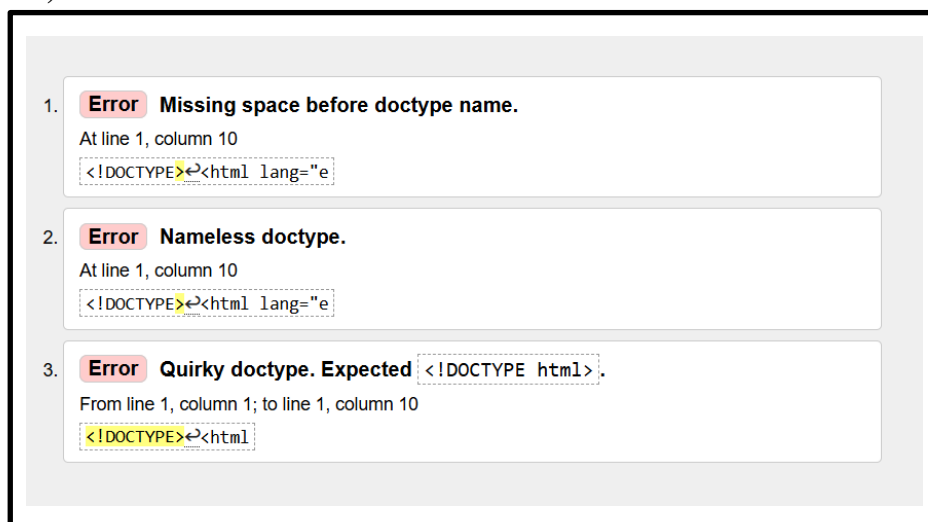 1. Error Missing space before doctype name.
At line 1, column 10
<!DOCTYPE>↩<html lang="e
2. Error Nameless doctype.
At line 1, column 10
<!DOCTYPE>↩<html lang="e
3. Error Quirky doctype. Expected <!DOCTYPE html>.
From line 1, column 1; to line 1, column 10
<!DOCTYPE>↩<html